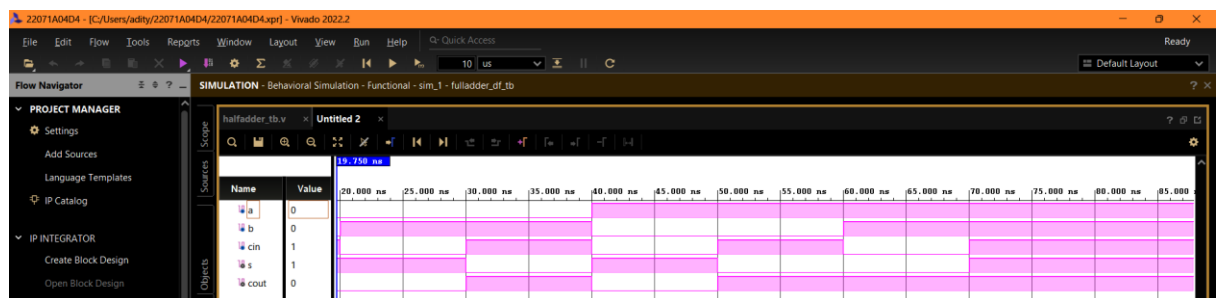 22071A04D4 - [C:/Users/adity/22071A04D4/22071A04D4.xpr] - Vivado 2022.2
File Edit Flow Tools Reports Window Layout View Run Help Q- Quick Access Ready
10 us Default Layout
Flow Navigator SIMULATION - Behavioral Simulation - Functional - sim_1 - fulladder_df_tb
PROJECT MANAGER
Settings
Add Sources
Language Templates
IP Catalog
IP INTEGRATOR
Create Block Design
Open Block Design
Scope
Sources
Objects
halfadder_tb.v Untitled 2
19.750 ns
Name Value 20.000 ns 25.000 ns 30.000 ns 35.000 ns 40.000 ns 45.000 ns 50.000 ns 55.000 ns 60.000 ns 65.000 ns 70.000 ns 75.000 ns 80.000 ns 85.000
a 0
b 0
cin 1
s 1
cout 0